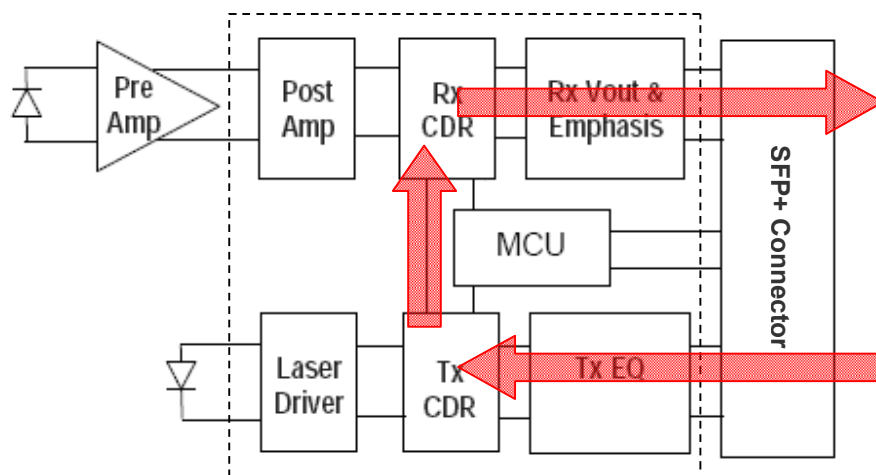 Pre
Amp
Post
Amp
Rx
CDR
Rx Vout &
Emphasis
SFP+ Connector
MCU
Laser
Driver
Tx
CDR
Tx EQ